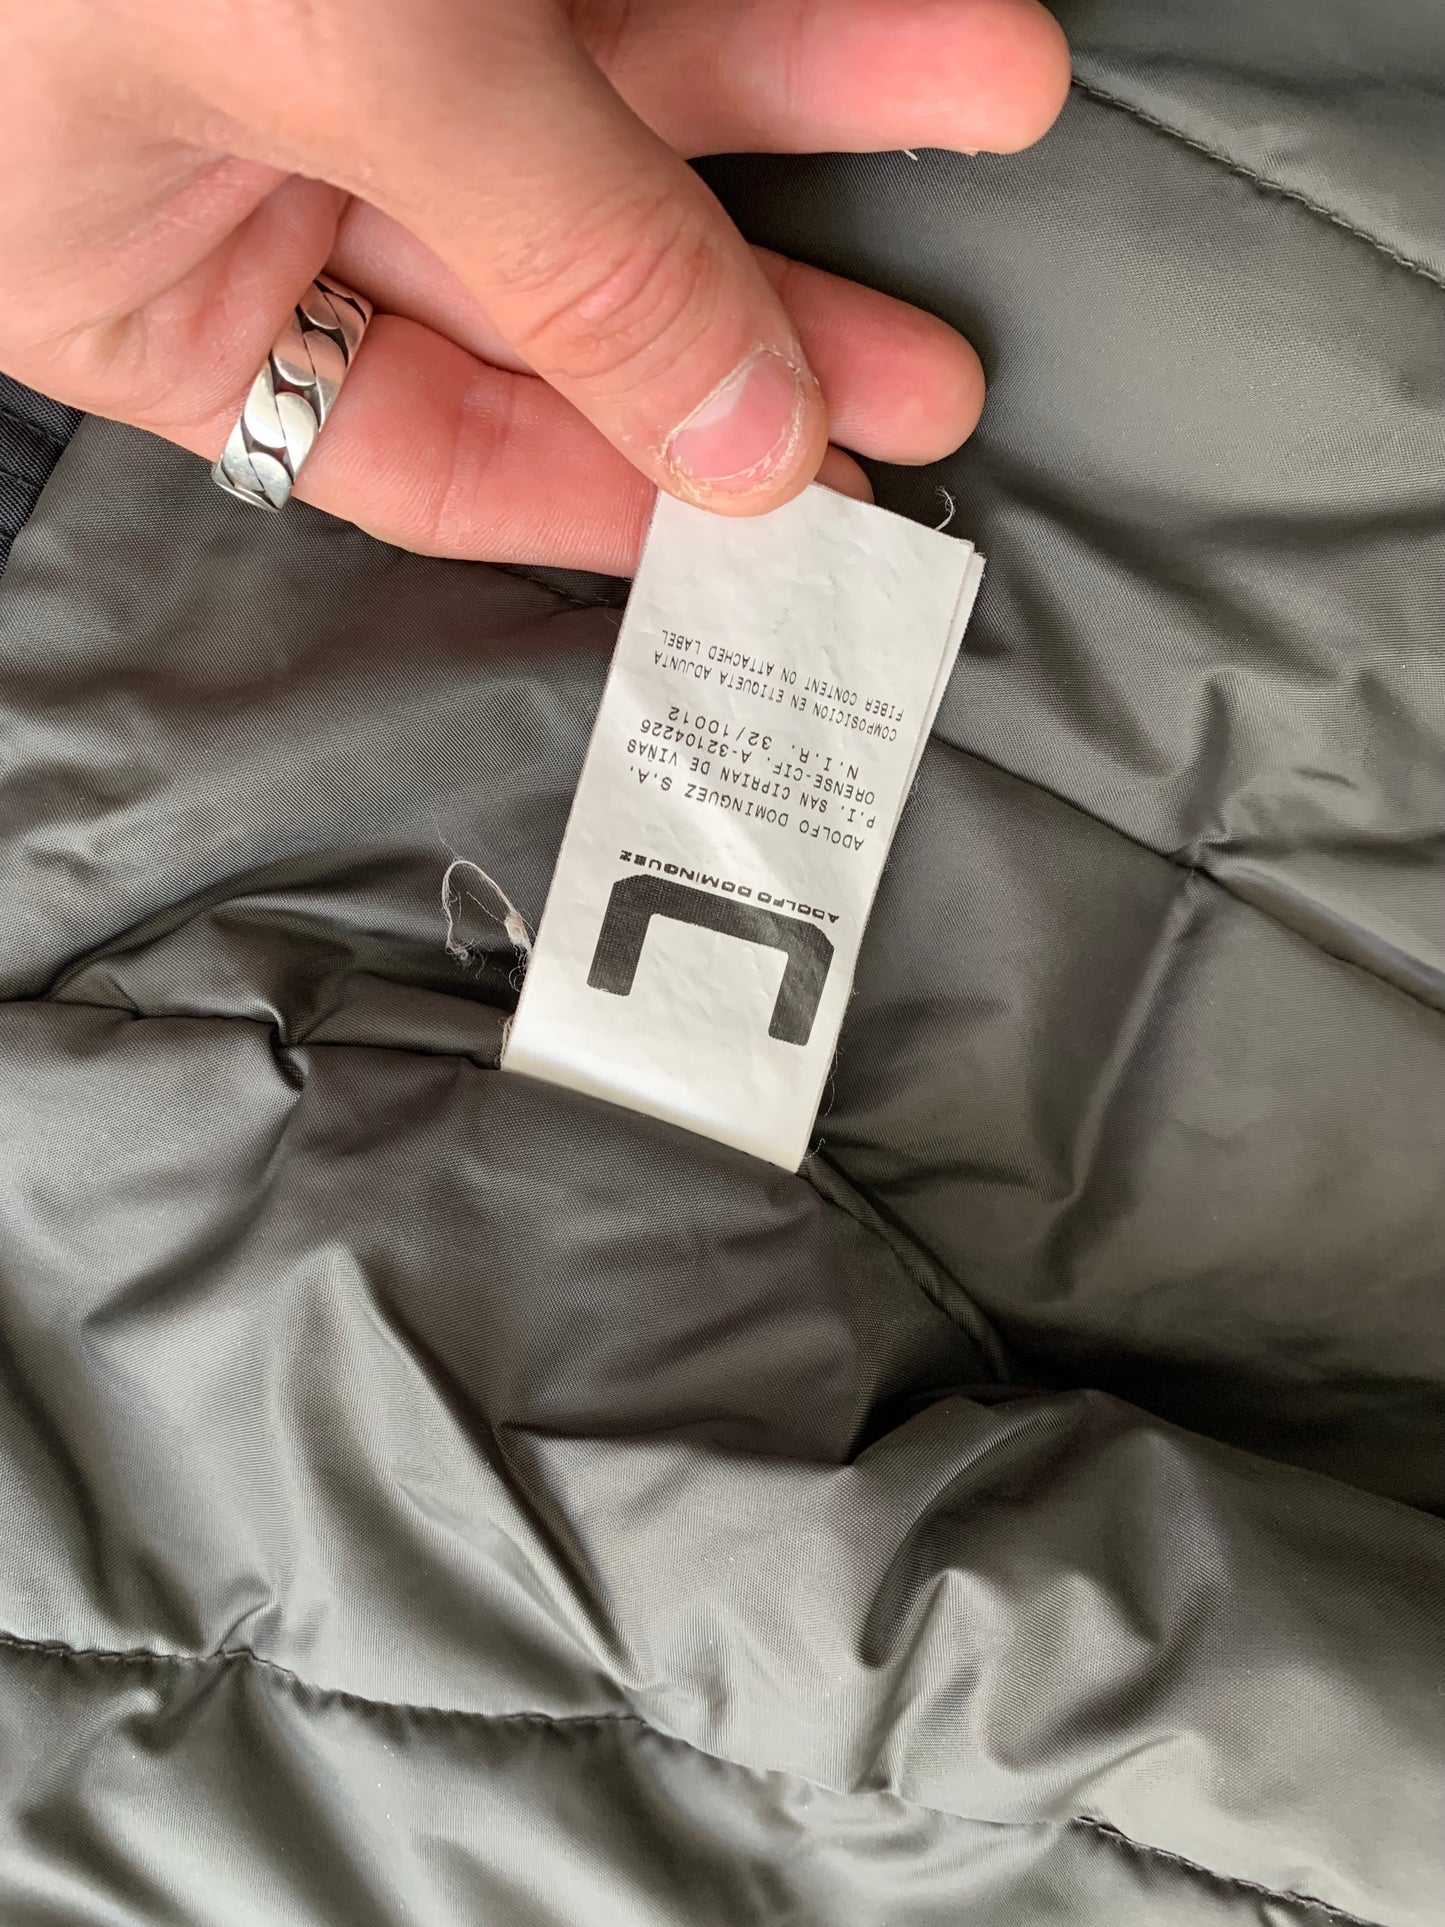 ADOLFO DOMINGUEZ
ADOLFO DOMINGUEZ S.A.
P.I. SAN CIPRIAN DE VIÑAS
ORENSE-CIF. A-32104226
N.I.R. 32/10012
COMPOSICION EN ETIQUETA ADJUNTA
FIBER CONTENT ON ATTACHED LABEL